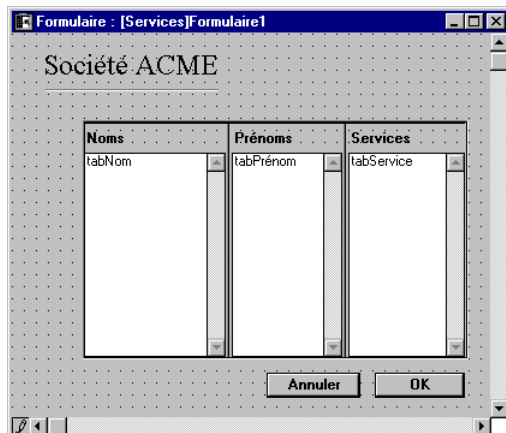 Formulaire : [Services]Formulaire1
Société ACME
Noms Prénoms Services
tabNom tabPrénom tabService
Annuler OK